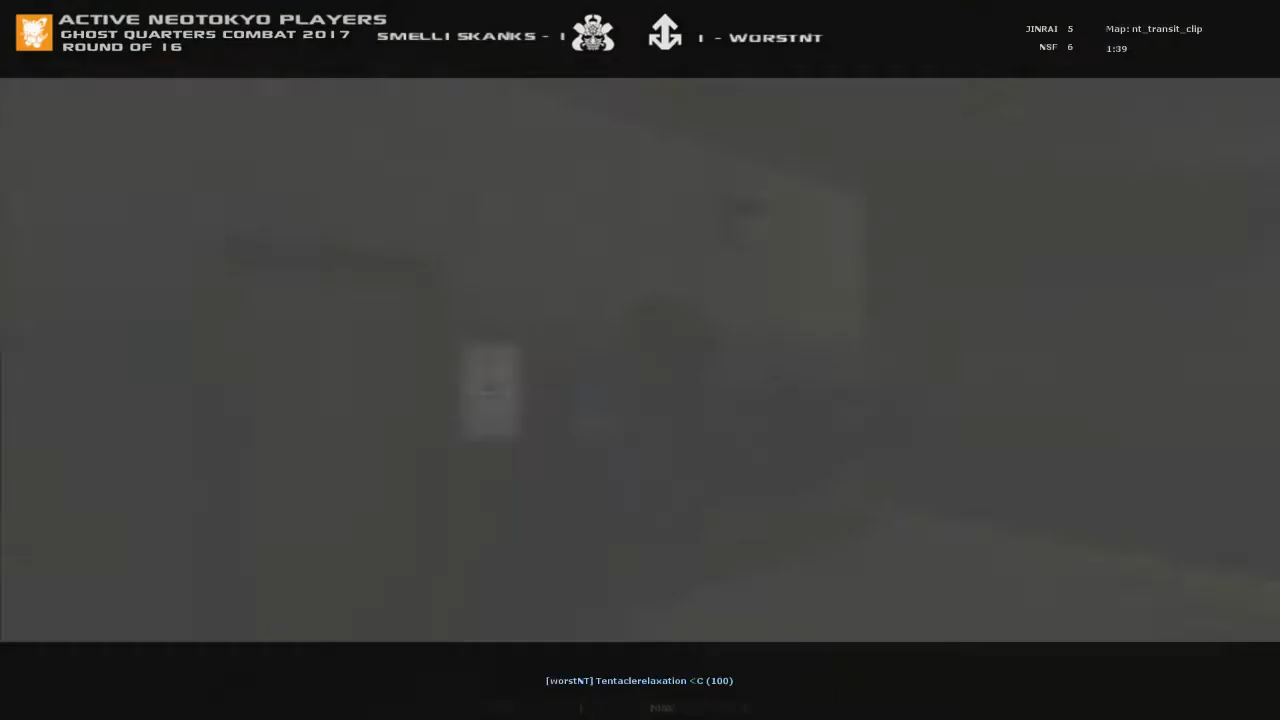 ACTIVE NEOTOKYO PLAYERS
GHOST QUARTERS COMBAT 2017
ROUND OF 16
SMELLI SKANKS - 1
1 - WORSTNT
JINRAI 5
NSF 6
Map: nt_transit_clip
1:39
[worstNT] Tentaclerelaxation <C (100)